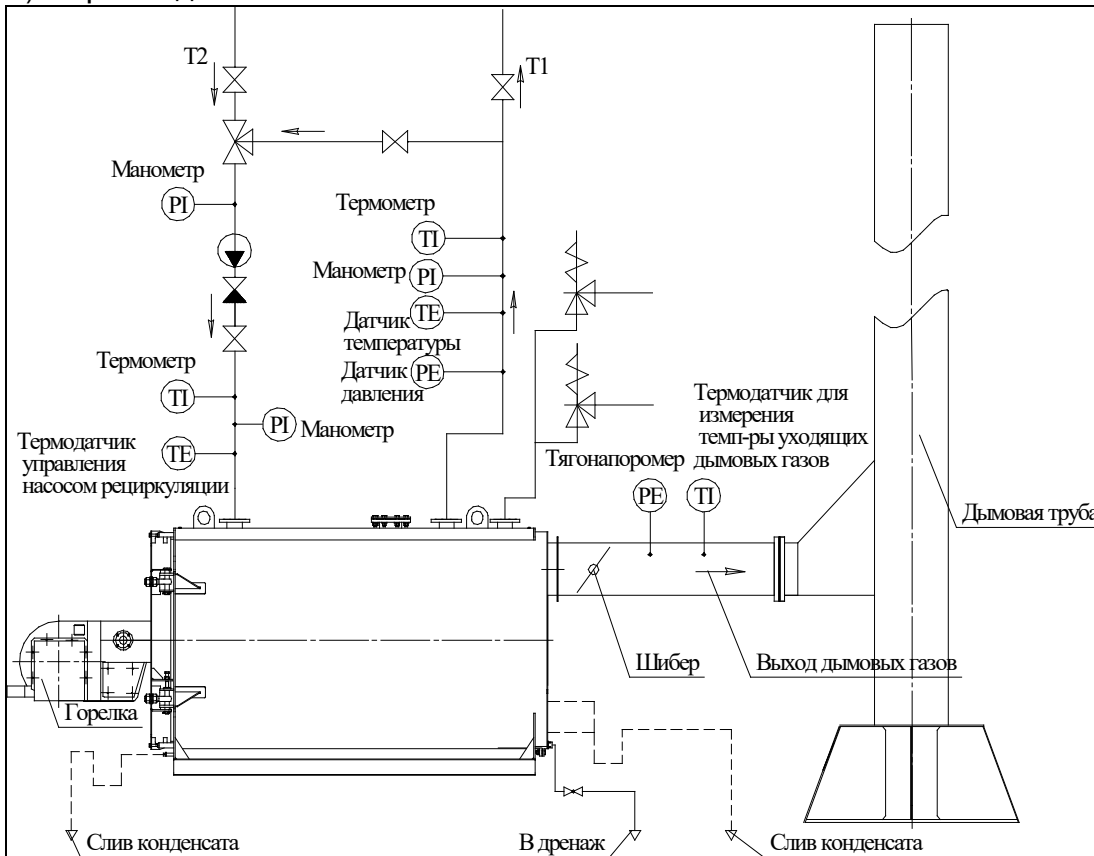 Т2
Т1
Манометр
PI
Термометр
TI
Манометр
PI
TE
Датчик
температуры
Датчик
давления
PE
Термометр
TI
PI
Манометр
Термодатчик
управления
насосом рециркуляции
TE
Термодатчик для
измерения
темп-ры уходящих
дымовых газов
Тягонапоромер
PE
TI
Дымовая труба
Шибер
Выход дымовых газов
Горелка
Слив конденсата
В дренаж
Слив конденсата